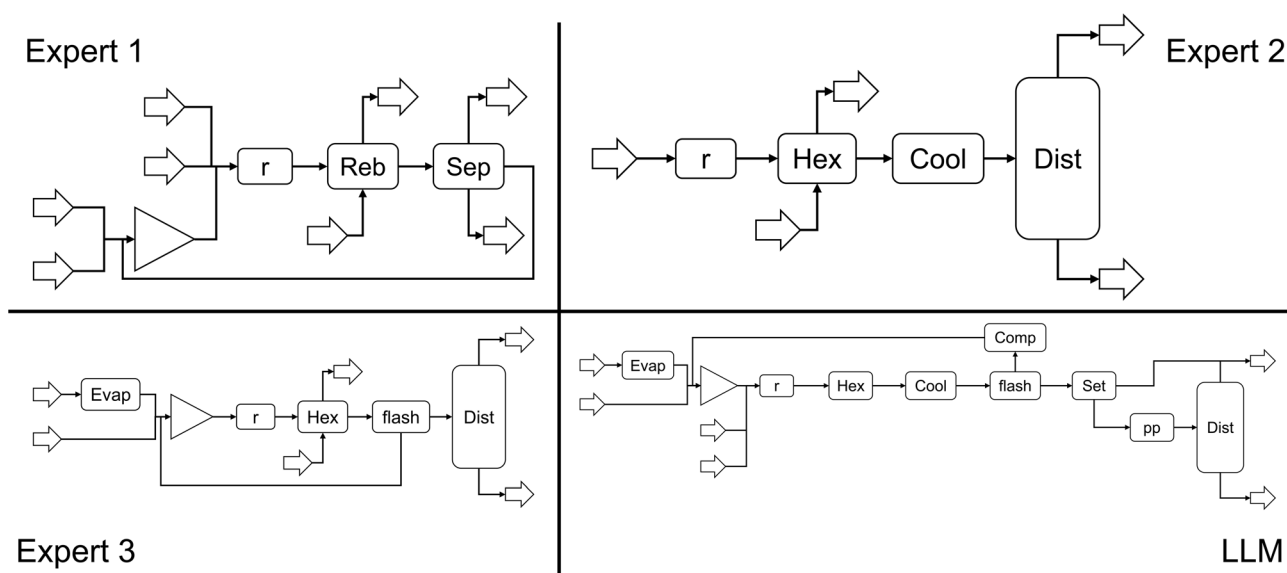 Expert 1
r
Reb
Sep
Expert 2
r
Hex
Cool
Dist
Expert 3
Evap
r
Hex
flash
Dist
LLM
Evap
Comp
r
Hex
Cool
flash
Set
pp
Dist